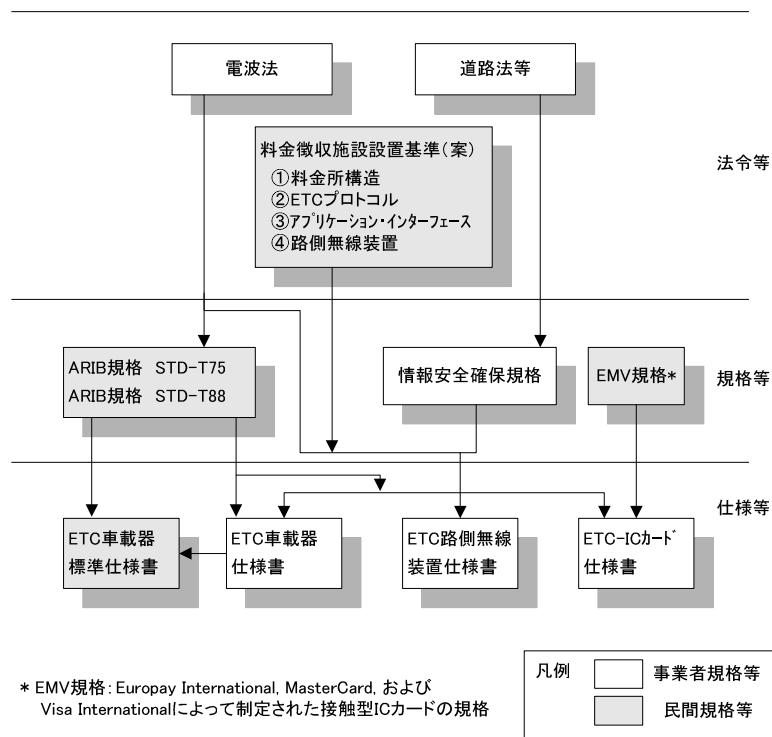 電波法
道路法等
料金徴収施設設置基準(案)
①料金所構造
②ETCプロトコル
③アプリケーション・インターフェース
④路側無線装置
法令等
ARIB規格 STD-T75
ARIB規格 STD-T88
情報安全確保規格
EMV規格*
規格等
仕様等
ETC車載器
標準仕様書
ETC車載器
仕様書
ETC路側無線
装置仕様書
ETC-ICカード
仕様書
* EMV規格: Europay International, MasterCard, および
Visa Internationalによって制定された接触型ICカードの規格
凡例
事業者規格等
民間規格等